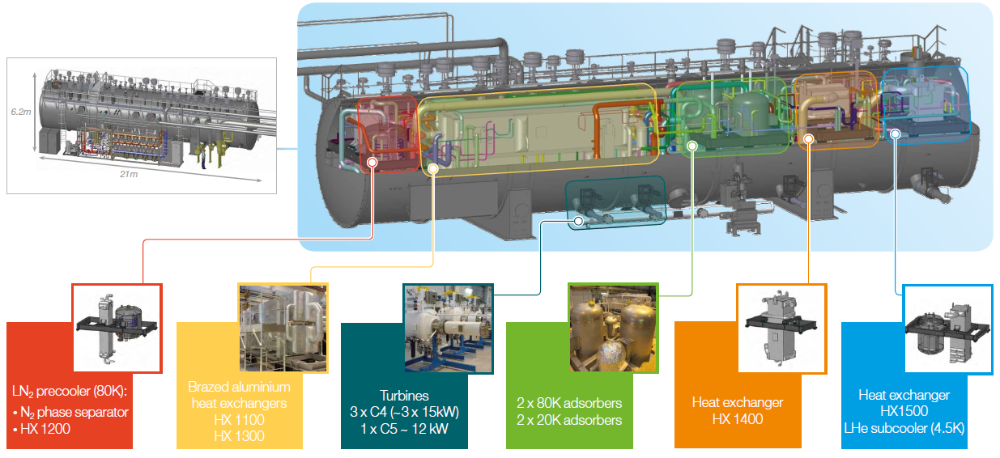 6.2m
21m
LN₂ precooler (80K):
• N₂ phase separator
• HX 1200
Brazed aluminium
heat exchangers
HX 1100
HX 1300
Turbines
3 x C4 (~3 x 15kW)
1 x C5 ~ 12 kW
2 x 80K adsorbers
2 x 20K adsorbers
Heat exchanger
HX 1400
Heat exchanger
HX1500
LHe subcooler (4.5K)